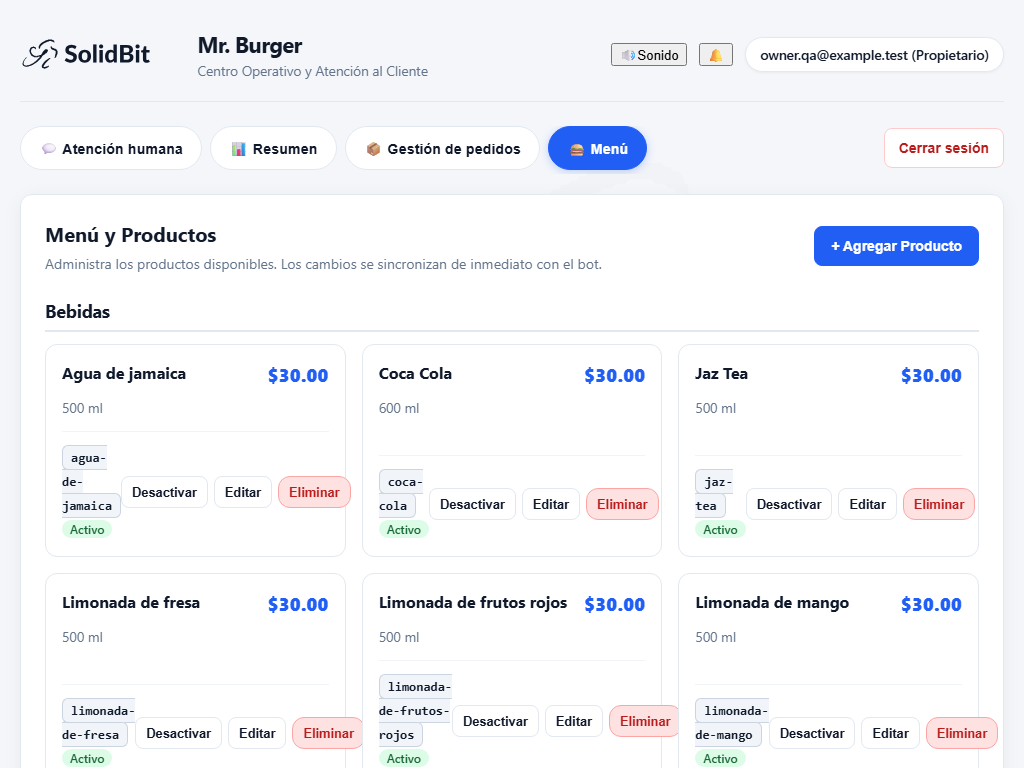 SolidBit
Mr. Burger
Centro Operativo y Atención al Cliente
Sonido
owner.qa@example.test (Propietario)
Atención humana
Resumen
Gestión de pedidos
Menú
Cerrar sesión
Menú y Productos
Administra los productos disponibles. Los cambios se sincronizan de inmediato con el bot.
+ Agregar Producto
Bebidas
Agua de jamaica $30.00
500 ml
agua-
de-
jamaica
Activo
Desactivar Editar Eliminar
Coca Cola $30.00
600 ml
coca-
cola
Activo
Desactivar Editar Eliminar
Jaz Tea $30.00
500 ml
jaz-
tea
Activo
Desactivar Editar Eliminar
Limonada de fresa $30.00
500 ml
limonada-
de-fresa
Activo
Desactivar Editar Eliminar
Limonada de frutos rojos $30.00
500 ml
limonada-
de-frutos-
rojos
Activo
Desactivar Editar Eliminar
Limonada de mango $30.00
500 ml
limonada-
de-mango
Activo
Desactivar Editar Eliminar